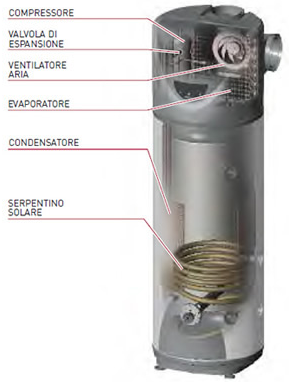 COMPRESSORE
VALVOLA DI
ESPANSIONE
VENTILATORE
ARIA
EVAPORATORE
CONDENSATORE
SERPENTINO
SOLARE